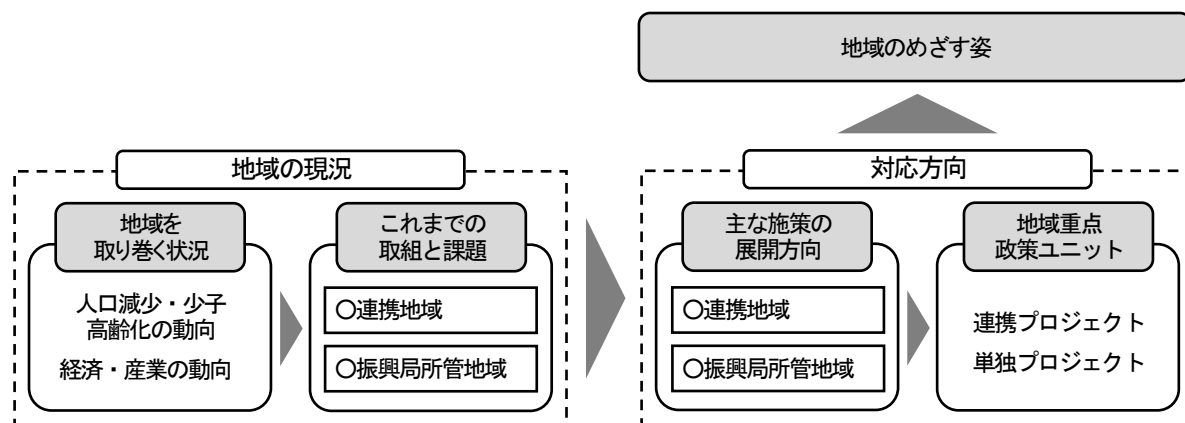 地域のめざす姿
地域の現況
地域を
取り巻く状況
人口減少・少子
高齢化の動向
経済・産業の動向
これまでの
取組と課題
○連携地域
○振興局所管地域
対応方向
主な施策の
展開方向
○連携地域
○振興局所管地域
地域重点
政策ユニット
連携プロジェクト
単独プロジェクト